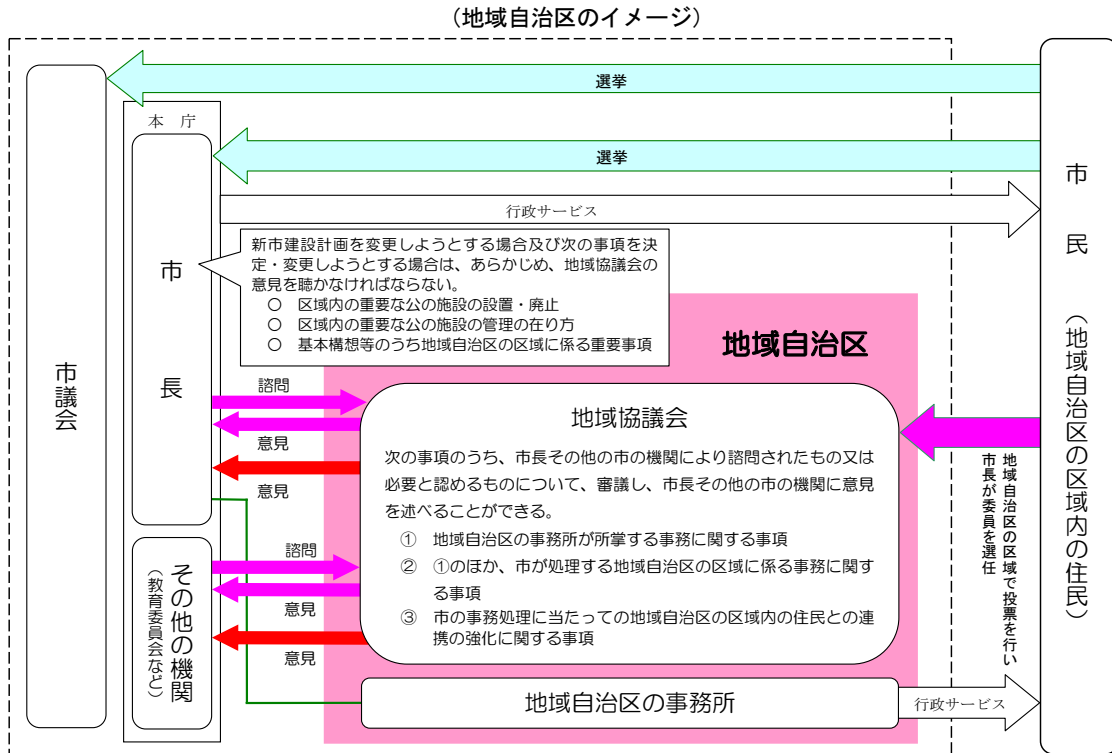 (地域自治区のイメージ)
選挙
本 庁
選挙
行政サービス
市議会
市 長
新市建設計画を変更しようとする場合及び次の事項を決
定・変更しようとする場合は、あらかじめ、地域協議会の
意見を聴かなければならない。
○ 区域内の重要な公の施設の設置・廃止
○ 区域内の重要な公の施設の管理の在り方
○ 基本構想等のうち地域自治区の区域に係る重要事項
地域自治区
諮問
意見
意見
地域協議会
次の事項のうち、市長その他の市の機関により諮問されたもの又は
必要と認めるものについて、審議し、市長その他の市の機関に意見
を述べることができる。
① 地域自治区の事務所が所掌する事務に関する事項
② ①のほか、市が処理する地域自治区の区域に係る事務に関す
る事項
③ 市の事務処理に当たっての地域自治区の区域内の住民との連
携の強化に関する事項
諮問
意見
意見
その他の機関
(教育委員会など)
地域自治区の事務所
行政サービス
地域自治区の区域で投票を行い
市長が委員を選任
市 民 (地域自治区の区域内の住民)